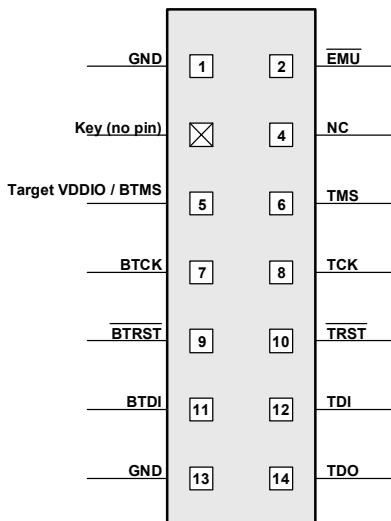 GND 1 2 EMU
Key (no pin) 4 NC
Target VDDIO / BTMS 5 6 TMS
BTCK 7 8 TCK
BTRST 9 10 TRST
BTDI 11 12 TDI
GND 13 14 TDO